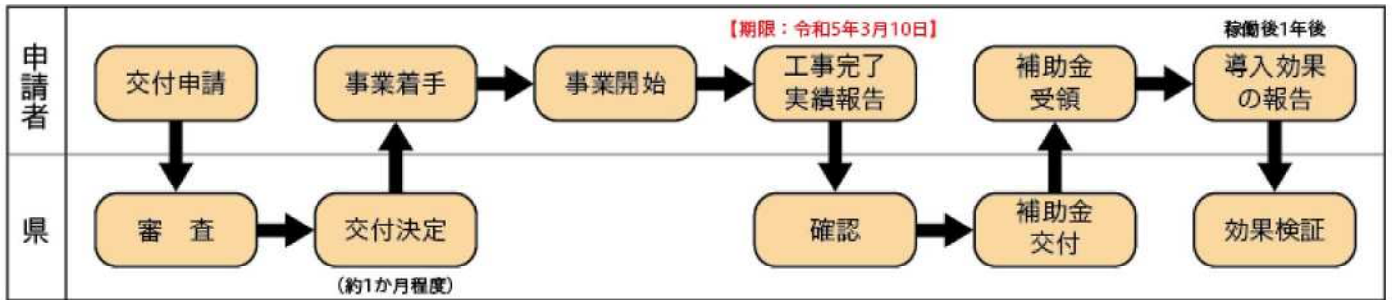 申請者
交付申請
事業着手
事業開始
【期限：令和5年3月10日】
工事完了
実績報告
補助金
受領
稼働後1年後
導入効果
の報告
県
審　査
交付決定
（約1か月程度）
確認
補助金
交付
効果検証